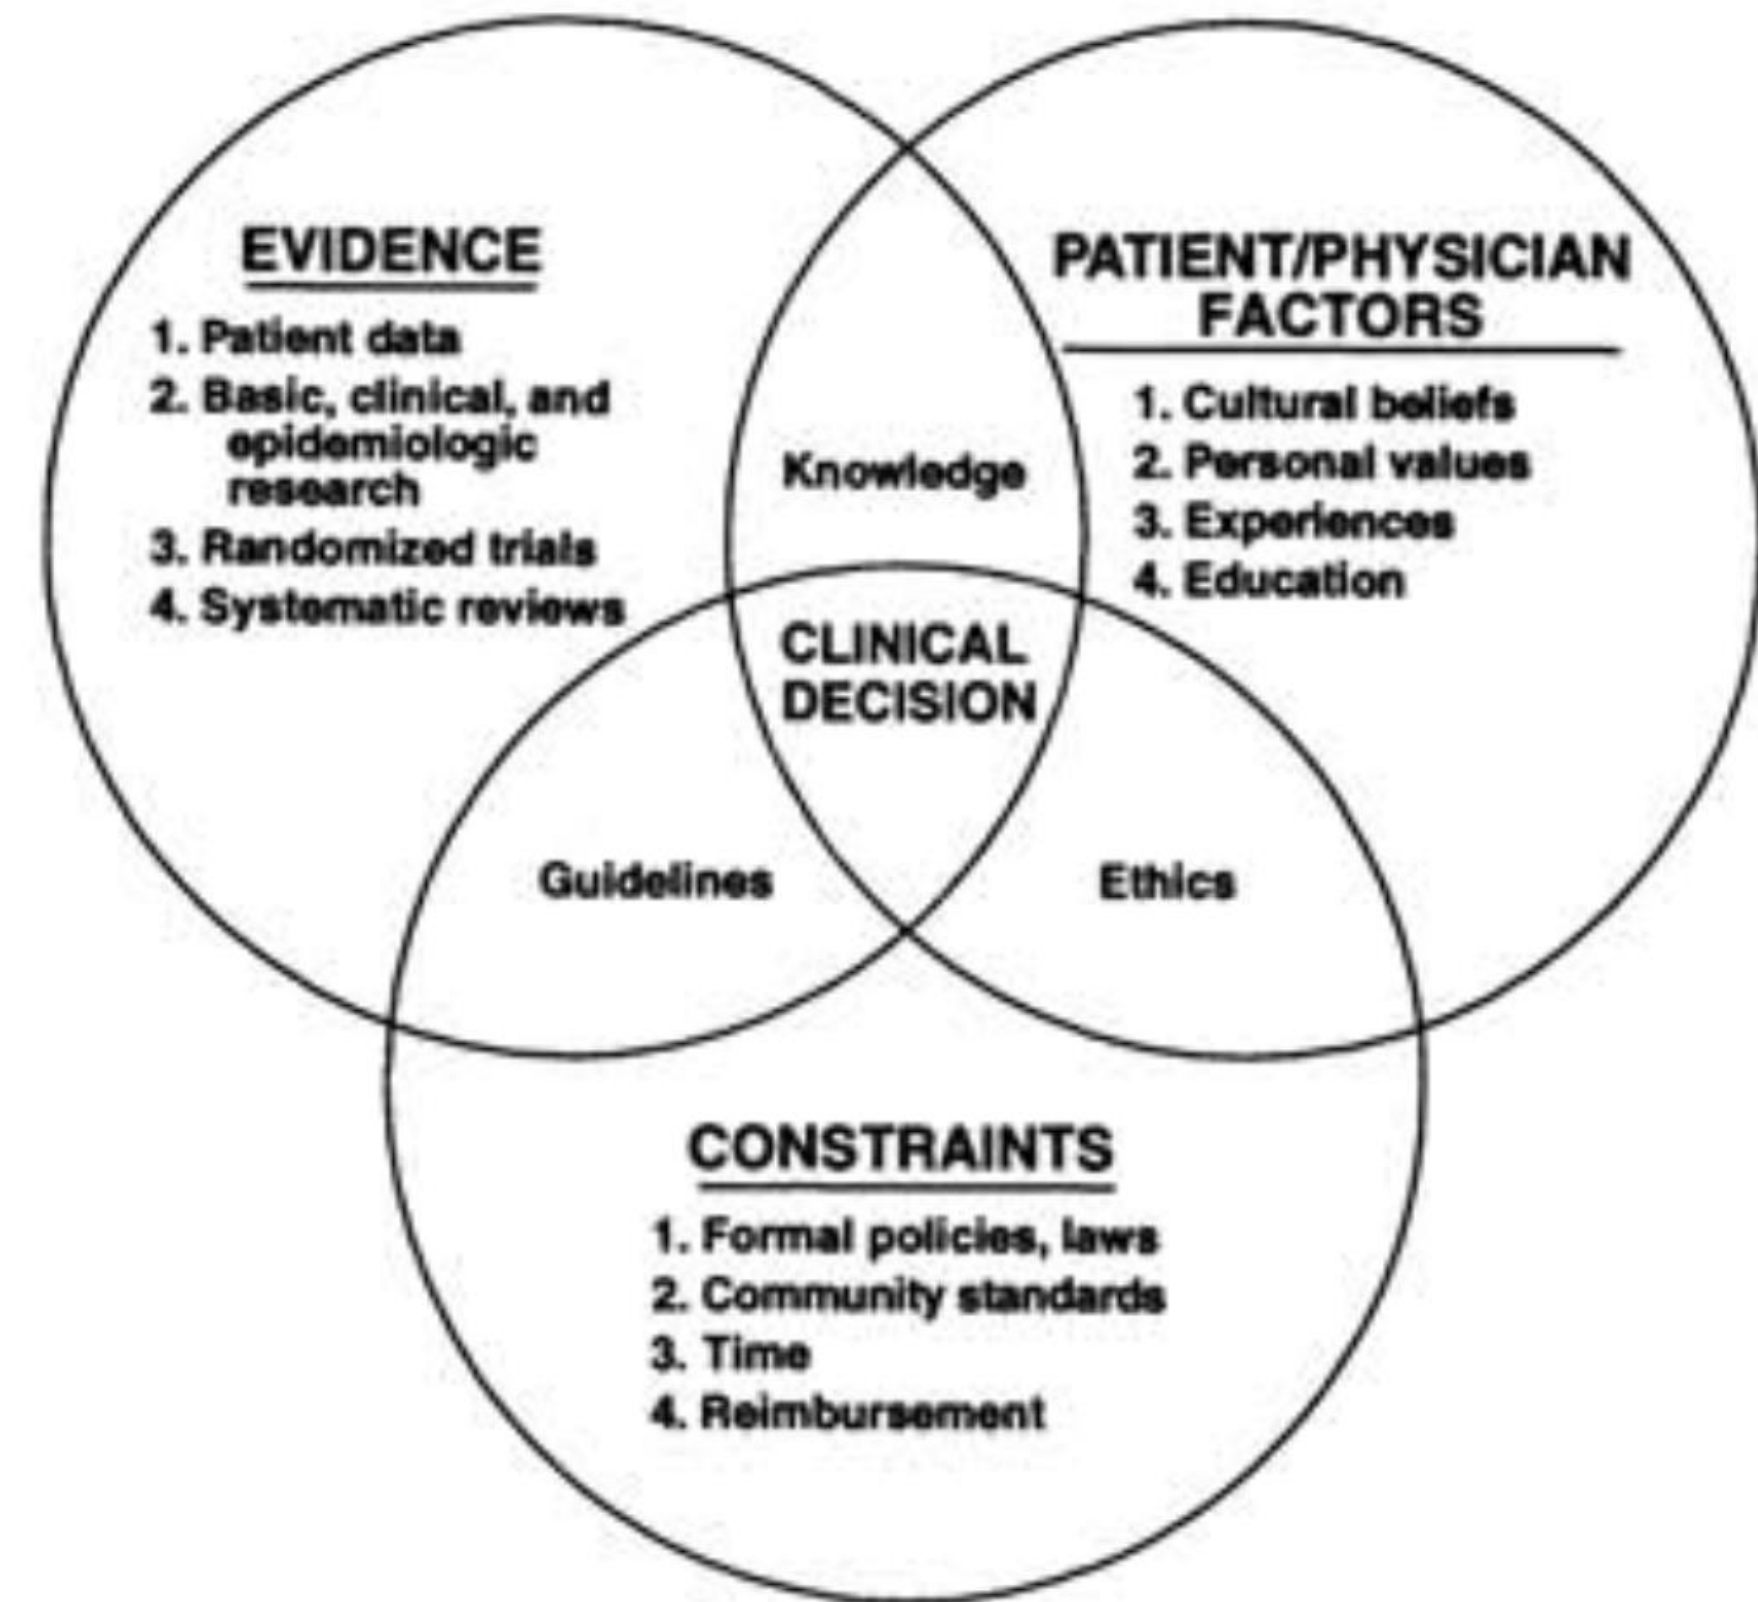 EVIDENCE
1. Patient data
2. Basic, clinical, and
epidemiologic
research
3. Randomized trials
4. Systematic reviews
PATIENT/PHYSICIAN
FACTORS
1. Cultural beliefs
2. Personal values
3. Experiences
4. Education
Knowledge
CLINICAL
DECISION
Guidelines
Ethics
CONSTRAINTS
1. Formal policies, laws
2. Community standards
3. Time
4. Reimbursement